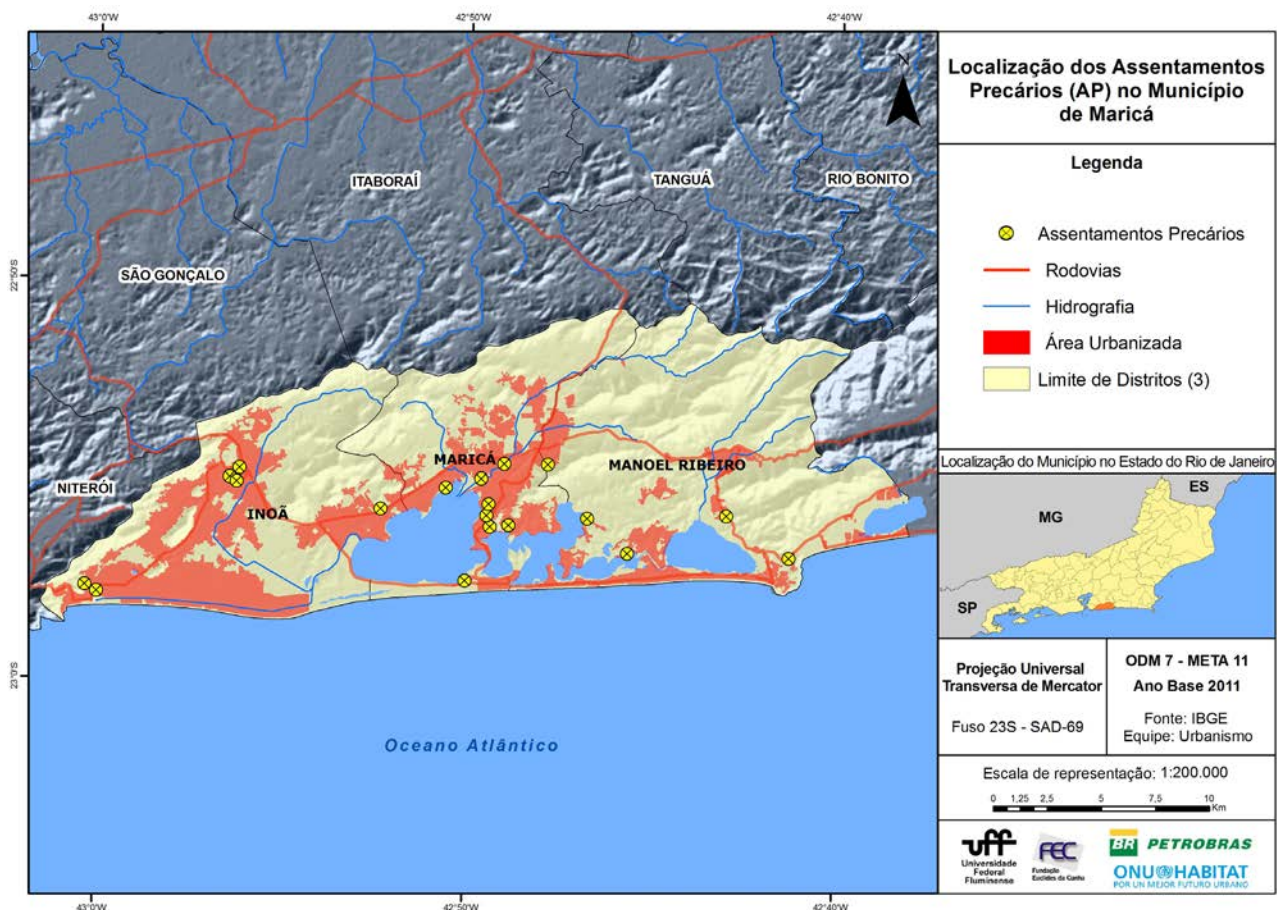 43°0'W
42°50'W
42°40'W
22°50'S
23°0'S
43°0'W
42°50'W
42°40'W
ITABORAÍ
TANGUÁ
RIO BONITO
SÃO GONÇALO
NITERÓI
MARICÁ
MANOEL RIBEIRO
INOÃ
Oceano Atlântico
N
Localização dos Assentamentos
Precários (AP) no Município
de Maricá
Legenda
Assentamentos Precários
Rodovias
Hidrografia
Área Urbanizada
Limite de Distritos (3)
Localização do Município no Estado do Rio de Janeiro
ES
MG
SP
Projeção Universal
Transversa de Mercator
Fuso 23S - SAD-69
ODM 7 - META 11
Ano Base 2011
Fonte: IBGE
Equipe: Urbanismo
Escala de representação: 1:200.000
0 1,25 2,5 5 7,5 10
Km
uff
Universidade
Federal
Fluminense
FEC
Fundação
Euclides da Cunha
BR PETROBRAS
ONU HABITAT
POR UN MEJOR FUTURO URBANO